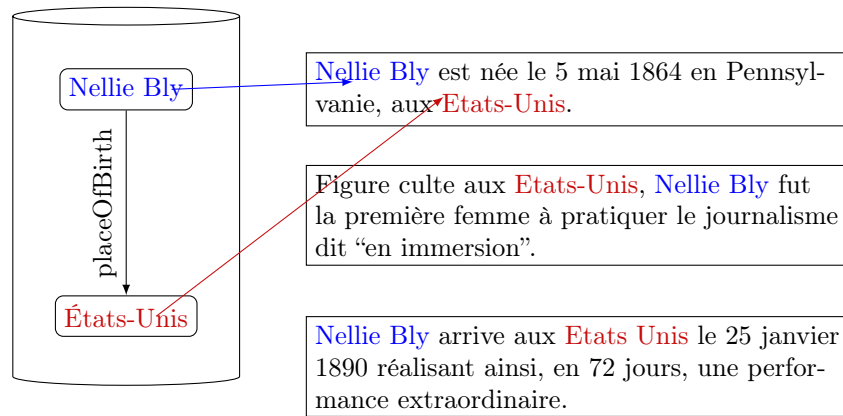 Nellie Bly
placeOfBirth
États-Unis
Nellie Bly est née le 5 mai 1864 en Pennsyl-
vanie, aux Etats-Unis.
Figure culte aux Etats-Unis, Nellie Bly fut
la première femme à pratiquer le journalisme
dit “en immersion”.
Nellie Bly arrive aux Etats Unis le 25 janvier
1890 réalisant ainsi, en 72 jours, une perfor-
mance extraordinaire.